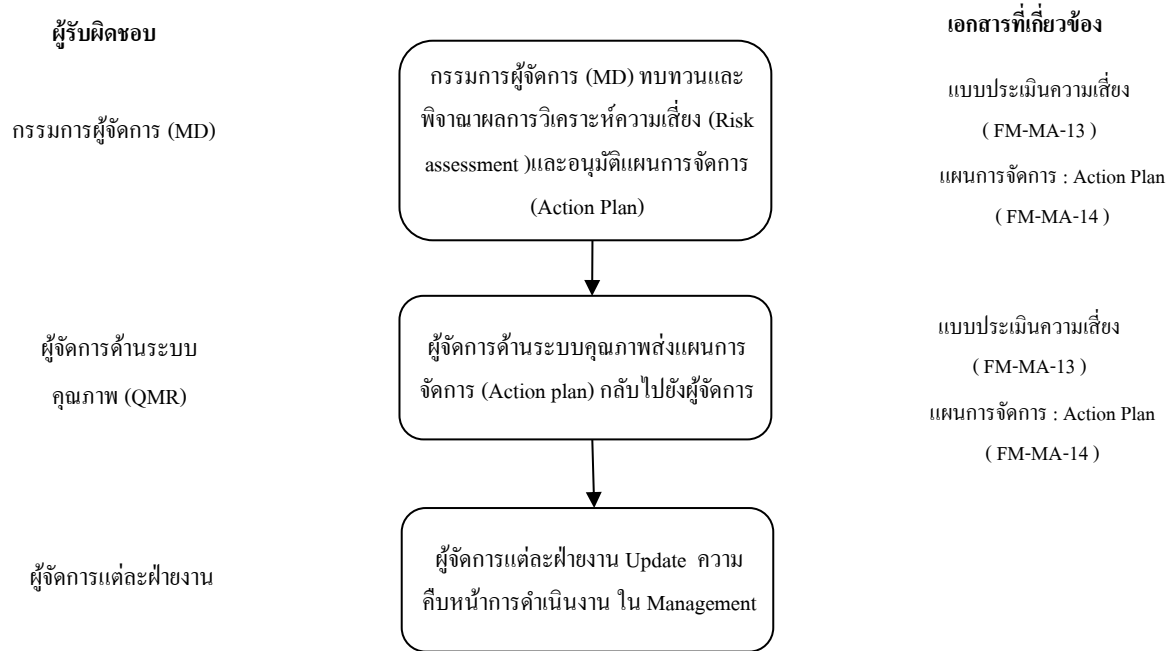 ผู้รับผิดชอบ
เอกสารที่เกี่ยวข้อง
กรรมการผู้จัดการ (MD)
กรรมการผู้จัดการ (MD) ทบทวนและ
พิจาณาผลการวิเคราะห์ความเสี่ยง (Risk
assessment )และอนุมัติแผนการจัดการ
(Action Plan)
แบบประเมินความเสี่ยง
( FM-MA-13 )
แผนการจัดการ : Action Plan
( FM-MA-14 )
ผู้จัดการด้านระบบ
คุณภาพ (QMR)
ผู้จัดการด้านระบบคุณภาพส่งแผนการ
จัดการ (Action plan) กลับไปยังผู้จัดการ
แบบประเมินความเสี่ยง
( FM-MA-13 )
แผนการจัดการ : Action Plan
( FM-MA-14 )
ผู้จัดการแต่ละฝ่ายงาน
ผู้จัดการแต่ละฝ่ายงาน Update ความ
คืบหน้าการดำเนินงาน ใน Management